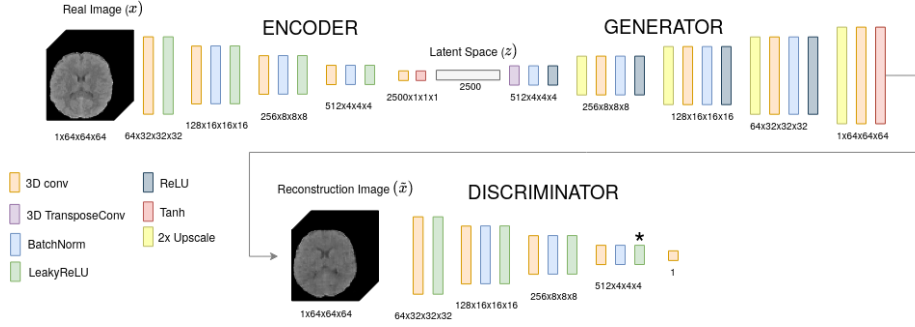 Real Image (x)
ENCODER
GENERATOR
Latent Space (z)
2500
1x64x64x64
64x32x32x32
128x16x16x16
256x8x8x8
512x4x4x4
2500x1x1x1
512x4x4x4
256x8x8x8
128x16x16x16
64x32x32x32
1x64x64x64
3D conv
3D TransposeConv
BatchNorm
LeakyReLU
ReLU
Tanh
2x Upscale
Reconstruction Image (x̃)
DISCRIMINATOR
*
1x64x64x64
64x32x32x32
128x16x16x16
256x8x8x8
512x4x4x4
1